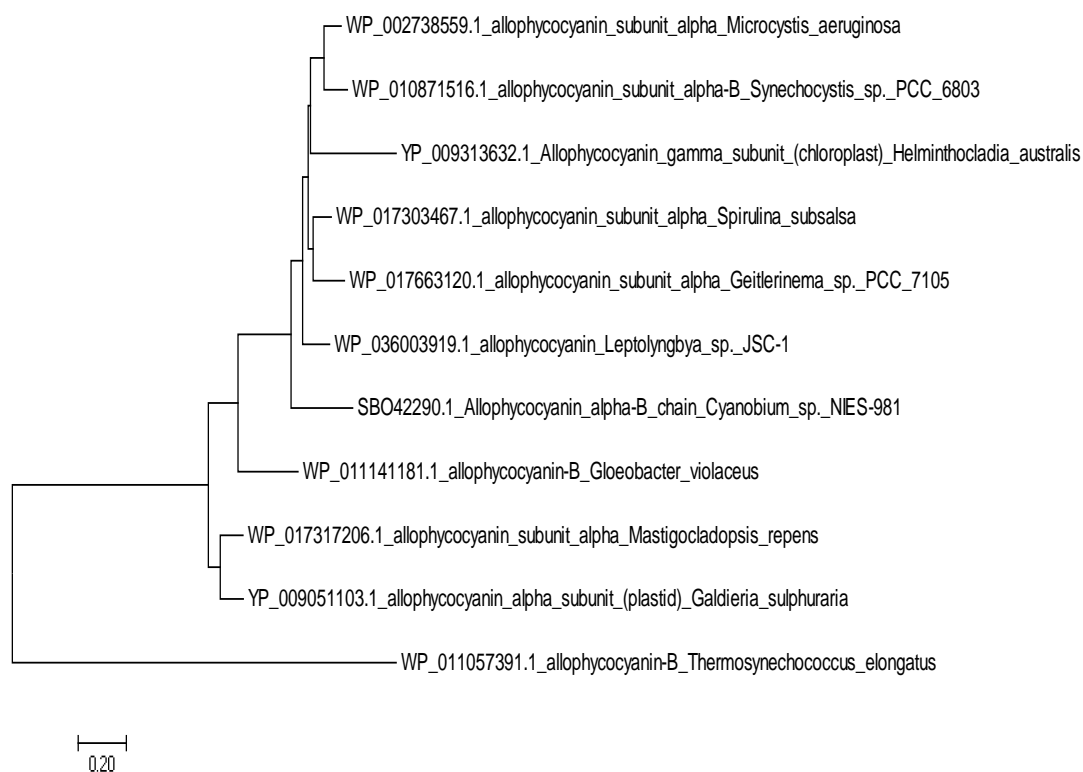 WP_002738559.1_allophycocyanin_subunit_alpha_Microcystis_aeruginosa
WP_010871516.1_allophycocyanin_subunit_alpha-B_Synechocystis_sp._PCC_6803
YP_009313632.1_Allophycocyanin_gamma_subunit_(chloroplast)_Helminthocladia_australis
WP_017303467.1_allophycocyanin_subunit_alpha_Spirulina_subsalsa
WP_017663120.1_allophycocyanin_subunit_alpha_Geitlerinema_sp._PCC_7105
WP_036003919.1_allophycocyanin_Leptolyngbya_sp._JSC-1
SBO42290.1_Allophycocyanin_alpha-B_chain_Cyanobium_sp._NIES-981
WP_011141181.1_allophycocyanin-B_Gloeobacter_violaceus
WP_017317206.1_allophycocyanin_subunit_alpha_Mastigocladopsis_repens
YP_009051103.1_allophycocyanin_alpha_subunit_(plastid)_Galdieria_sulphuraria
WP_011057391.1_allophycocyanin-B_Thermosynechococcus_elongatus
0.20